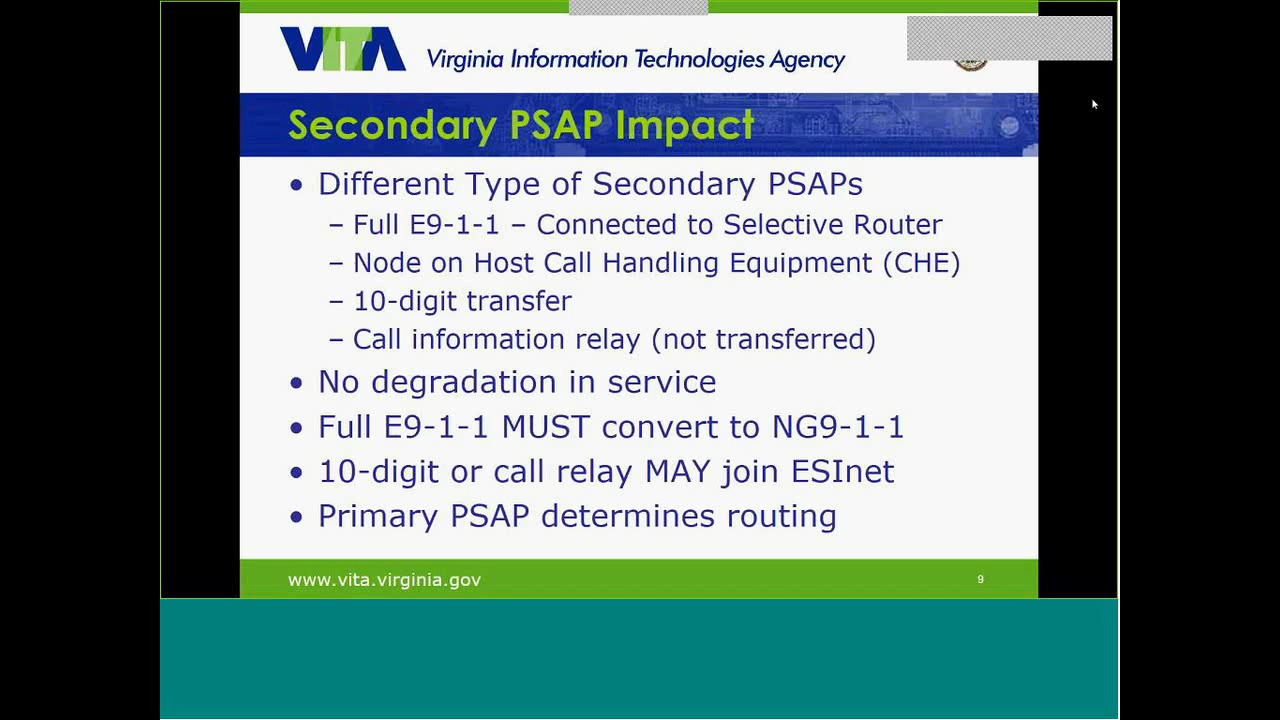 VITA Virginia Information Technologies Agency
Secondary PSAP Impact
• Different Type of Secondary PSAPs
– Full E9-1-1 – Connected to Selective Router
– Node on Host Call Handling Equipment (CHE)
– 10-digit transfer
– Call information relay (not transferred)
• No degradation in service
• Full E9-1-1 MUST convert to NG9-1-1
• 10-digit or call relay MAY join ESInet
• Primary PSAP determines routing
www.vita.virginia.gov 9